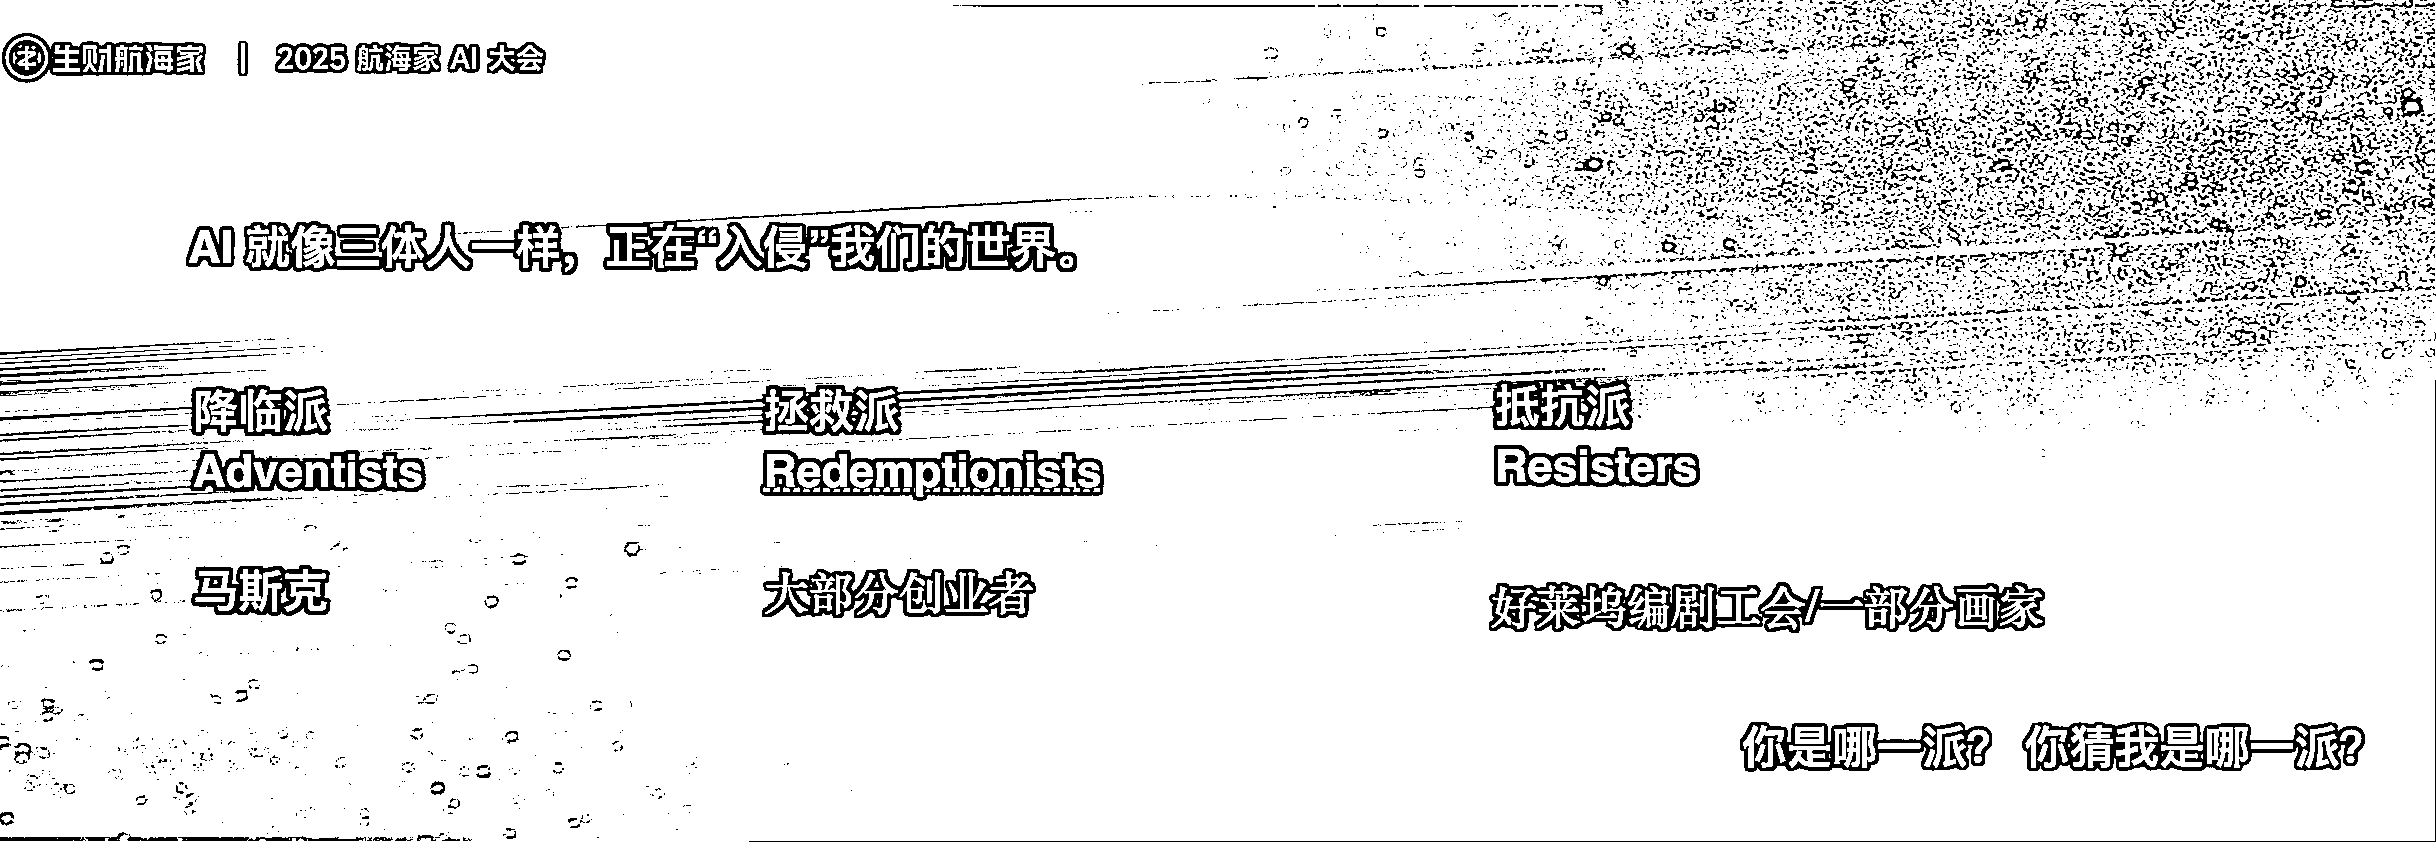 生财航海家 | 2025 航海家 AI 大会
AI 就像三体人一样，正在“入侵”我们的世界。
降临派
Adventists
马斯克
拯救派
Redemptionists
大部分创业者
抵抗派
Resisters
好莱坞编剧工会/一部分画家
你是哪一派？ 你猜我是哪一派？